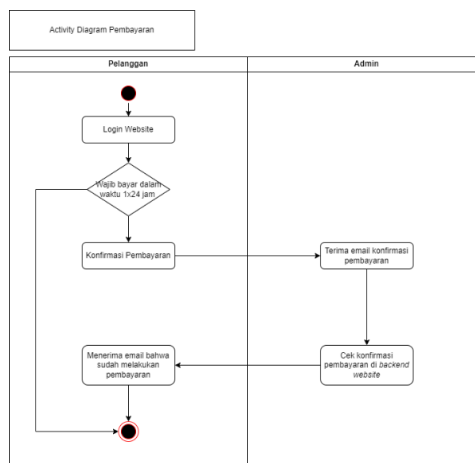 Activity Diagram Pembayaran
Pelanggan
Admin
Login Website
Wajib bayar dalam
waktu 1x24 jam
Konfirmasi Pembayaran
Terima email konfirmasi
pembayaran
Menerima email bahwa
sudah melakukan
pembayaran
Cek konfirmasi
pembayaran di backend
website